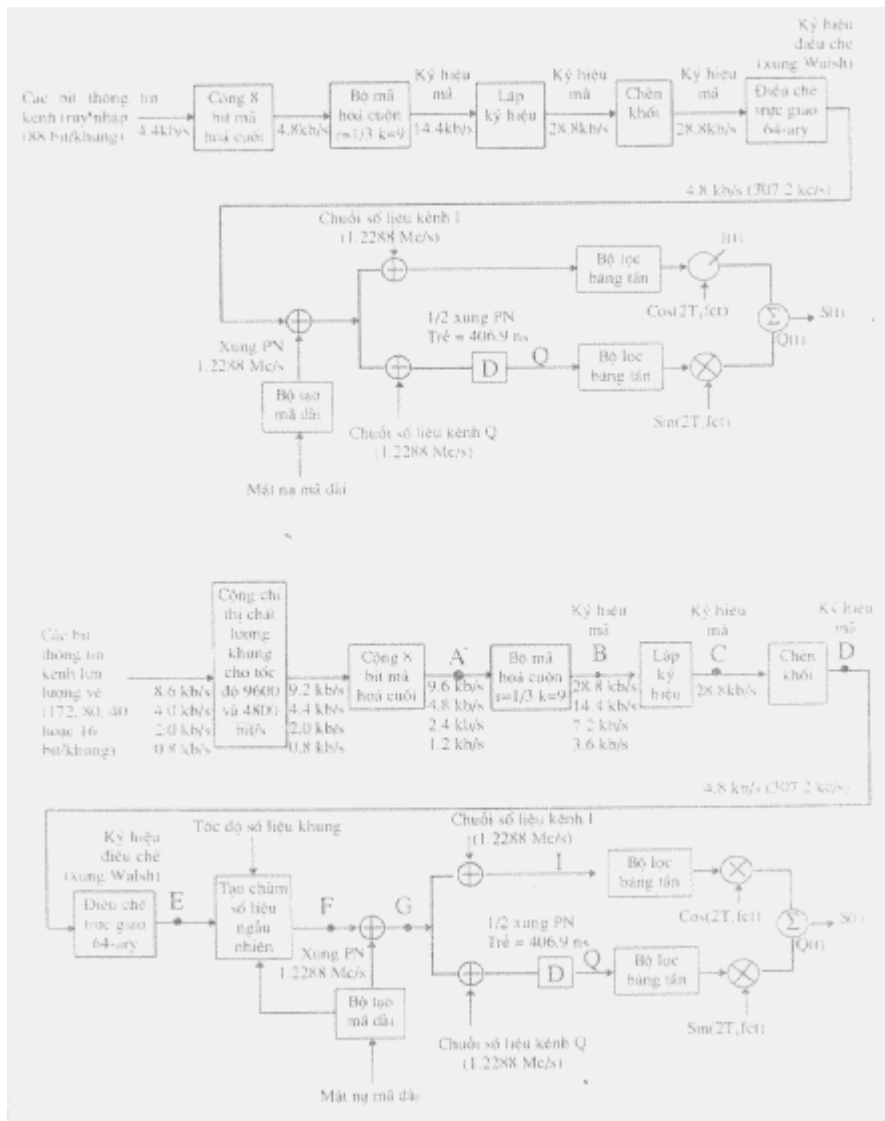 Ký hiệu
điều chế
(xung Walsh)
Các bit thông tin
kênh truy nhập
(88 bit/khung)
4.4kb/s
Cộng 8
bit mã
hoá cuối
4.8kb/s
Bộ mã
hoá cuộn
r=1/3 k=9
Ký hiệu
mã
14.4kb/s
Lặp
ký hiệu
Ký hiệu
mã
28.8kb/s
Chèn
khối
Ký hiệu
mã
28.8kb/s
Điều chế
trực giao
64-ary
4.8 kb/s (307.2 kc/s)
Chuỗi số liệu kênh I
(1.2288 Mc/s)
Bộ lọc
băng tần
I(t)
Cos(2T,fct)
Σ
S(t)
Q(t)
Xung PN
1.2288 Mc/s
1/2 xung PN
Trễ = 406.9 ns
D
Q
Bộ lọc
băng tần
Sin(2T,fct)
Bộ tạo
mã dài
Chuỗi số liệu kênh Q
(1.2288 Mc/s)
Mặt nạ mã dài
Các bit
thông tin
kênh lưu
lượng về
(172, 80, 40
hoặc 16
bit/khung)
8.6 kb/s
4.0 kb/s
2.0 kb/s
0.8 kb/s
Cộng chỉ
thị chất
lượng
khung
cho tốc
độ 9600
và 4800
bit/s
9.2 kb/s
4.4 kb/s
2.0 kb/s
0.8 kb/s
Cộng 8
bit mã
hoá cuối
A
9.6 kb/s
4.8 kb/s
2.4 kb/s
1.2 kb/s
Bộ mã
hoá cuộn
r=1/3 k=9
Ký hiệu
mã
B
28.8 kb/s
14.4 kb/s
7.2 kb/s
3.6 kb/s
Lặp
ký
hiệu
Ký hiệu
mã
C
28.8kb/s
Chèn
khối
Ký hiệu
mã
D
4.8 kb/s (307.2 kc/s)
Ký hiệu
điều chế
(xung Walsh)
Điều chế
trực giao
64-ary
E
Tốc độ số liệu khung
Tạo chùm
số liệu
ngẫu
nhiên
F
G
Xung PN
1.2288 Mc/s
Bộ tạo
mã dài
Mặt nạ mã dài
Chuỗi số liệu kênh I
(1.2288 Mc/s)
I
Bộ lọc
băng tần
Cos(2T,fct)
1/2 xung PN
Trễ = 406.9 ns
D
Q
Bộ lọc
băng tần
Σ
S(t)
Q(t)
Sin(2T,fct)
Chuỗi số liệu kênh Q
(1.2288 Mc/s)